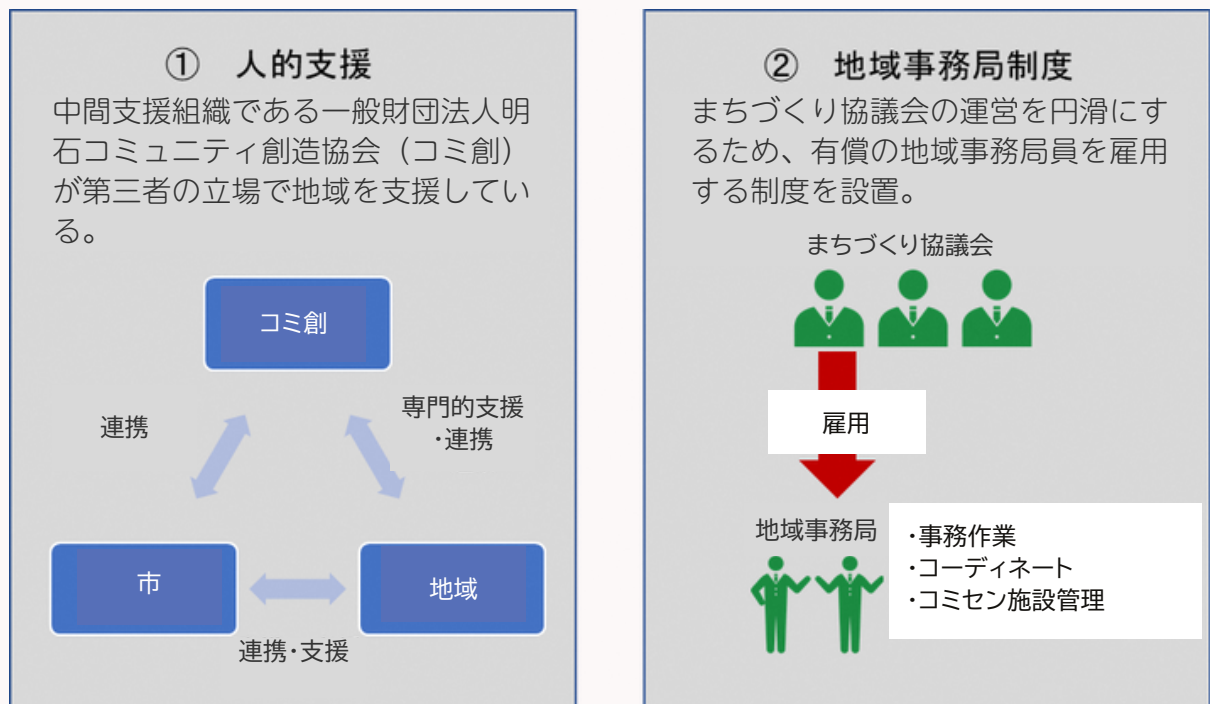 ① 人的支援
中間支援組織である一般財団法人明
石コミュニティ創造協会（コミ創）
が第三者の立場で地域を支援してい
る。
コミ創
連携
専門的支援
・連携
市
地域
連携・支援
② 地域事務局制度
まちづくり協議会の運営を円滑にす
るため、有償の地域事務局員を雇用
する制度を設置。
まちづくり協議会
雇用
地域事務局
・事務作業
・コーディネート
・コミセン施設管理